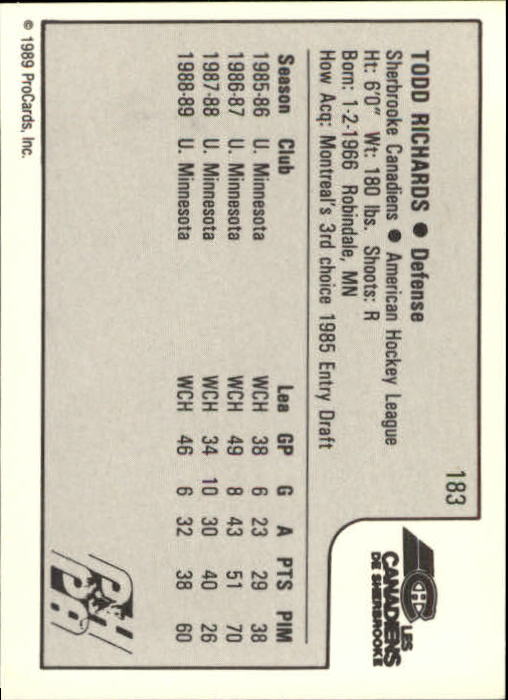 183
LES
CANADIENS
DE SHERBROOKE
TODD RICHARDS ● Defense
Sherbrooke Canadiens ● American Hockey League
Ht: 6'0" Wt: 180 lbs. Shoots: R
Born: 1-2-1966 Robindale, MN
How Acq: Montreal's 3rd choice 1985 Entry Draft
Season Club Lea GP G A PTS PIM
1985-86 U. Minnesota WCH 38 6 23 29 38
1986-87 U. Minnesota WCH 49 8 43 51 70
1987-88 U. Minnesota WCH 34 10 30 40 26
1988-89 U. Minnesota WCH 46 6 32 38 60
© 1989 ProCards, Inc.